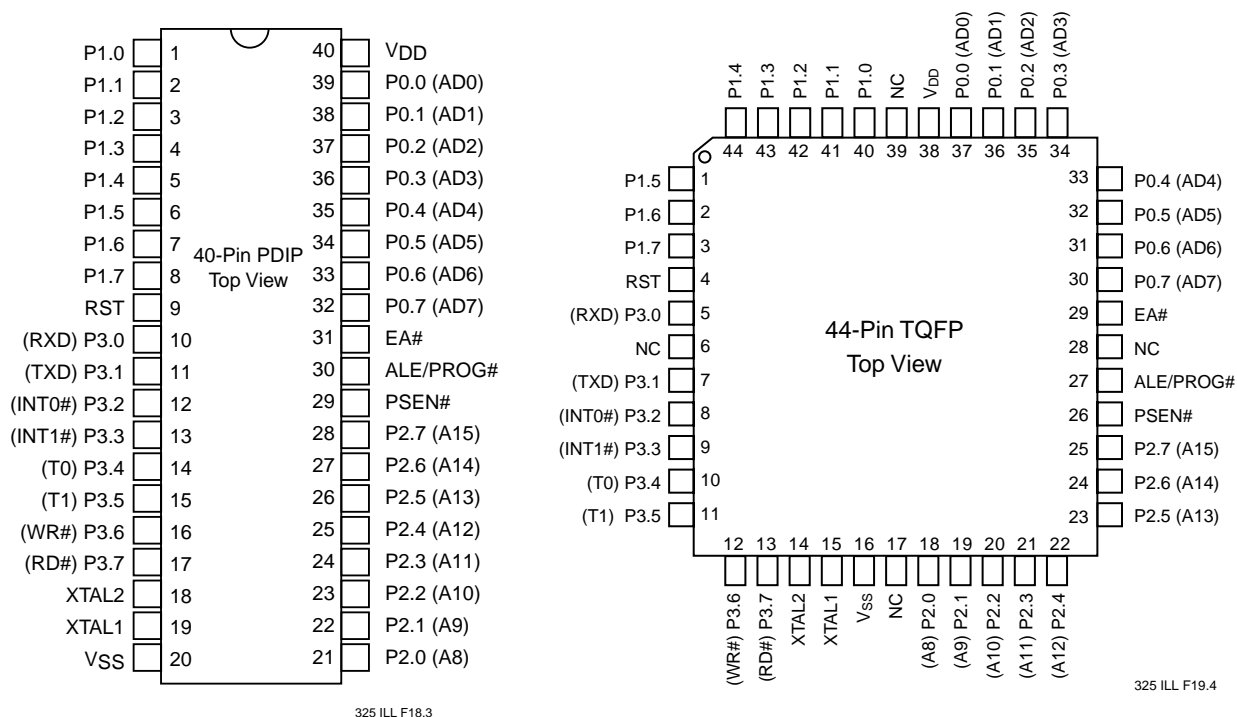 P1.0 1 40 VDD
P1.1 2 39 P0.0 (AD0)
P1.2 3 38 P0.1 (AD1)
P1.3 4 37 P0.2 (AD2)
P1.4 5 36 P0.3 (AD3)
P1.5 6 35 P0.4 (AD4)
P1.6 7 34 P0.5 (AD5)
P1.7 8 33 P0.6 (AD6)
RST 9 32 P0.7 (AD7)
(RXD) P3.0 10 31 EA#
(TXD) P3.1 11 30 ALE/PROG#
(INT0#) P3.2 12 29 PSEN#
(INT1#) P3.3 13 28 P2.7 (A15)
(T0) P3.4 14 27 P2.6 (A14)
(T1) P3.5 15 26 P2.5 (A13)
(WR#) P3.6 16 25 P2.4 (A12)
(RD#) P3.7 17 24 P2.3 (A11)
XTAL2 18 23 P2.2 (A10)
XTAL1 19 22 P2.1 (A9)
VSS 20 21 P2.0 (A8)
40-Pin PDIP
Top View
325 ILL F18.3
P1.4
P1.3
P1.2
P1.1
P1.0
NC
VDD
P0.0 (AD0)
P0.1 (AD1)
P0.2 (AD2)
P0.3 (AD3)
44 43 42 41 40 39 38 37 36 35 34
P1.5 1 33 P0.4 (AD4)
P1.6 2 32 P0.5 (AD5)
P1.7 3 31 P0.6 (AD6)
RST 4 30 P0.7 (AD7)
(RXD) P3.0 5 29 EA#
NC 6 28 NC
(TXD) P3.1 7 27 ALE/PROG#
(INT0#) P3.2 8 26 PSEN#
(INT1#) P3.3 9 25 P2.7 (A15)
(T0) P3.4 10 24 P2.6 (A14)
(T1) P3.5 11 23 P2.5 (A13)
44-Pin TQFP
Top View
12 13 14 15 16 17 18 19 20 21 22
(WR#) P3.6
(RD#) P3.7
XTAL2
XTAL1
VSS
NC
(A8) P2.0
(A9) P2.1
(A10) P2.2
(A11) P2.3
(A12) P2.4
325 ILL F19.4